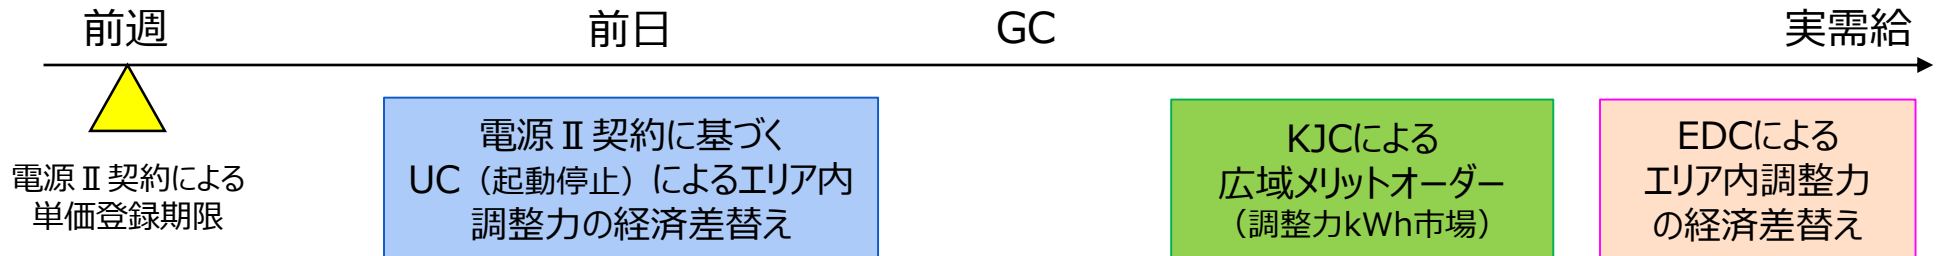 前週
前日
GC
実需給
電源Ⅱ契約による
単価登録期限
電源Ⅱ契約に基づく
UC（起動停止）によるエリア内
調整力の経済差替え
KJCによる
広域メリットオーダー
（調整力kWh市場）
EDCによる
エリア内調整力
の経済差替え